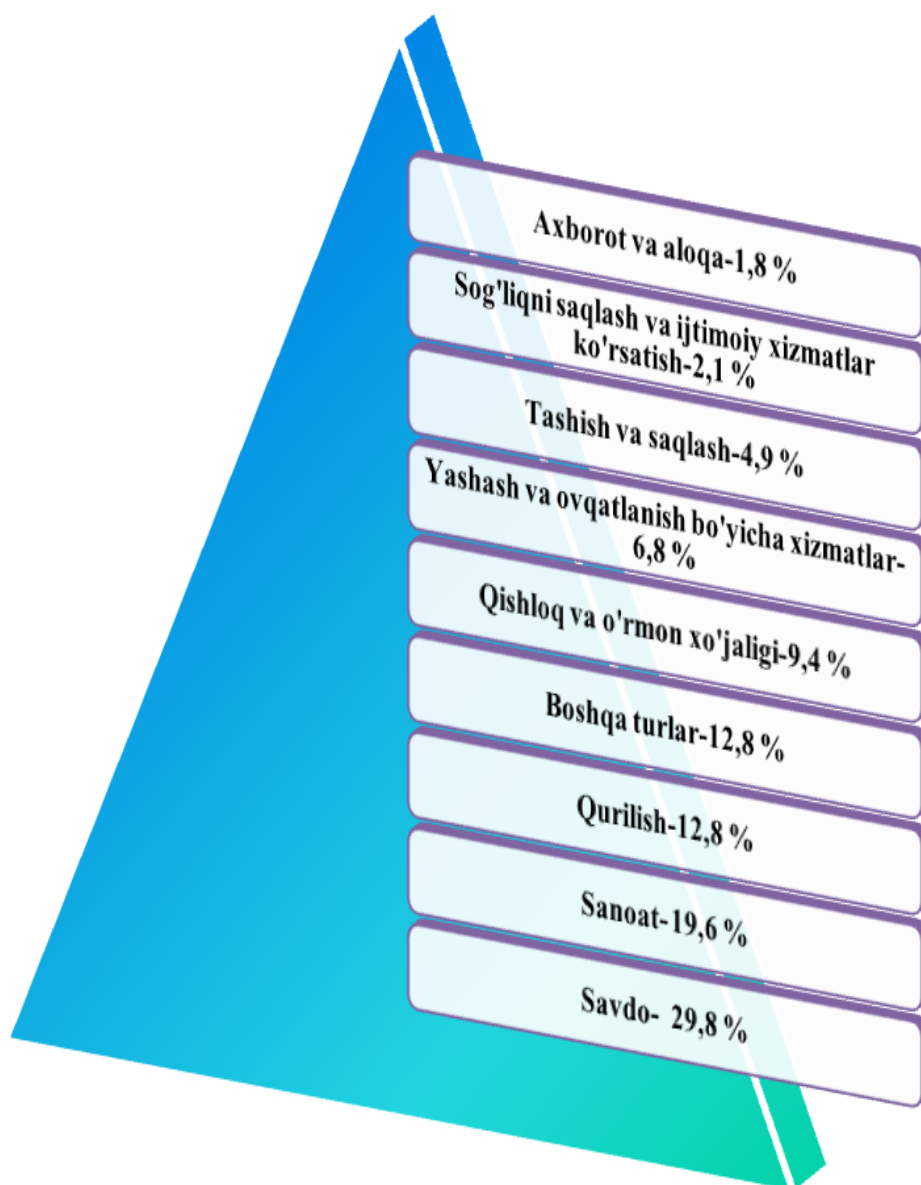 Axborot va aloqa-1,8 %
Sog'liqni saqlash va ijtimoiy xizmatlar
ko'rsatish-2,1 %
Tashish va saqlash-4,9 %
Yashash va ovqatlanish bo'yicha xizmatlar-
6,8 %
Qishloq va o'rmon xo'jaligi-9,4 %
Boshqa turlar-12,8 %
Qurilish-12,8 %
Sanoat-19,6 %
Savdo- 29,8 %